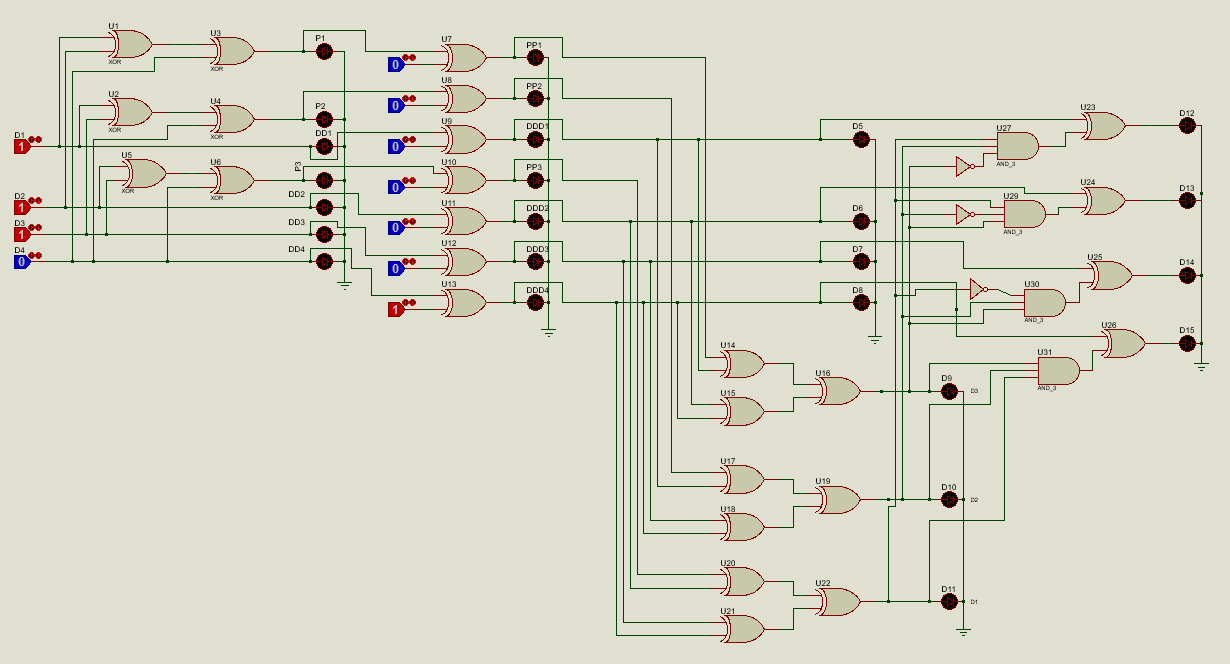 U1
XOR
U3
XOR
P1
U7
0
PP1
U2
XOR
U4
XOR
P2
U8
0
PP2
D1
1
DD1
U9
0
DDD1
D5
U27
AND_3
U23
D12
U5
XOR
U6
XOR
P3
U10
0
PP3
D2
1
DD2
U11
0
DDD2
D6
U29
AND_3
U24
D13
D3
1
DD3
U12
0
DDD3
D7
U25
D14
D4
0
DD4
U13
1
DDD4
D8
U30
AND_3
U26
D15
U14
U15
U16
D9
D3
U31
AND_3
U17
U18
U19
D10
D2
U20
U21
U22
D11
D1